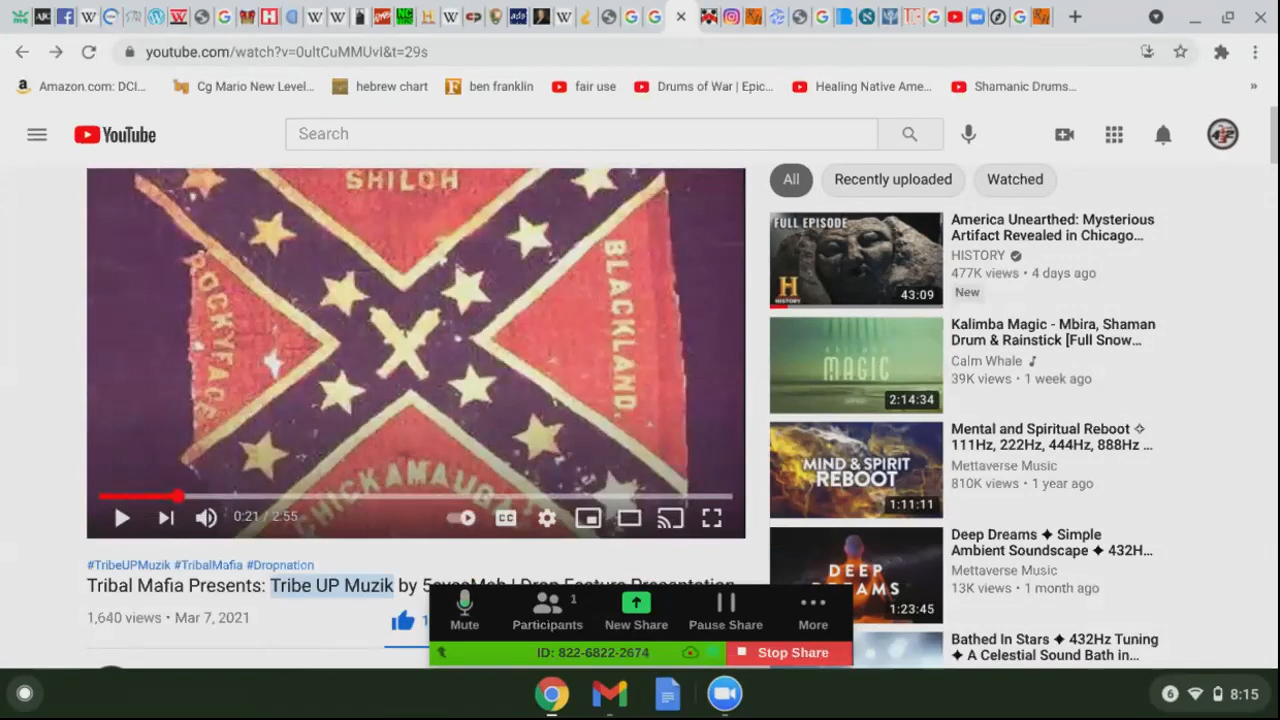 youtube.com/watch?v=0uItCuMMUvI&t=29s
Amazon.com: DCI...
Cg Mario New Level...
hebrew chart
ben franklin
fair use
Drums of War | Epic...
Healing Native Ame...
Shamanic Drums...
»
YouTube
Search
SHILOH
ROCKYFACE
BLACKLAND.
CHICKAMAUGA
0:21 / 2:55
CC
#TribeUPMuzik #TribalMafia #Dropnation
Tribal Mafia Presents: Tribe UP Muzik by
1,640 views • Mar 7, 2021
All
Recently uploaded
Watched
FULL EPISODE
43:09
America Unearthed: Mysterious
Artifact Revealed in Chicago...
HISTORY
477K views • 4 days ago
New
MAGIC
2:14:34
Kalimba Magic - Mbira, Shaman
Drum & Rainstick [Full Snow...
Calm Whale
39K views • 1 week ago
MIND & SPIRIT
REBOOT
1:11:11
Mental and Spiritual Reboot ✧
111Hz, 222Hz, 444Hz, 888Hz ...
Mettaverse Music
810K views • 1 year ago
DEEP
DREAMS
1:23:45
Deep Dreams ✦ Simple
Ambient Soundscape ✦ 432H...
Mettaverse Music
13K views • 1 month ago
Bathed In Stars ✦ 432Hz Tuning
✦ A Celestial Sound Bath in...
Mute
Participants
1
New Share
Pause Share
More
ID: 822-6822-2674
Stop Share
6
8:15